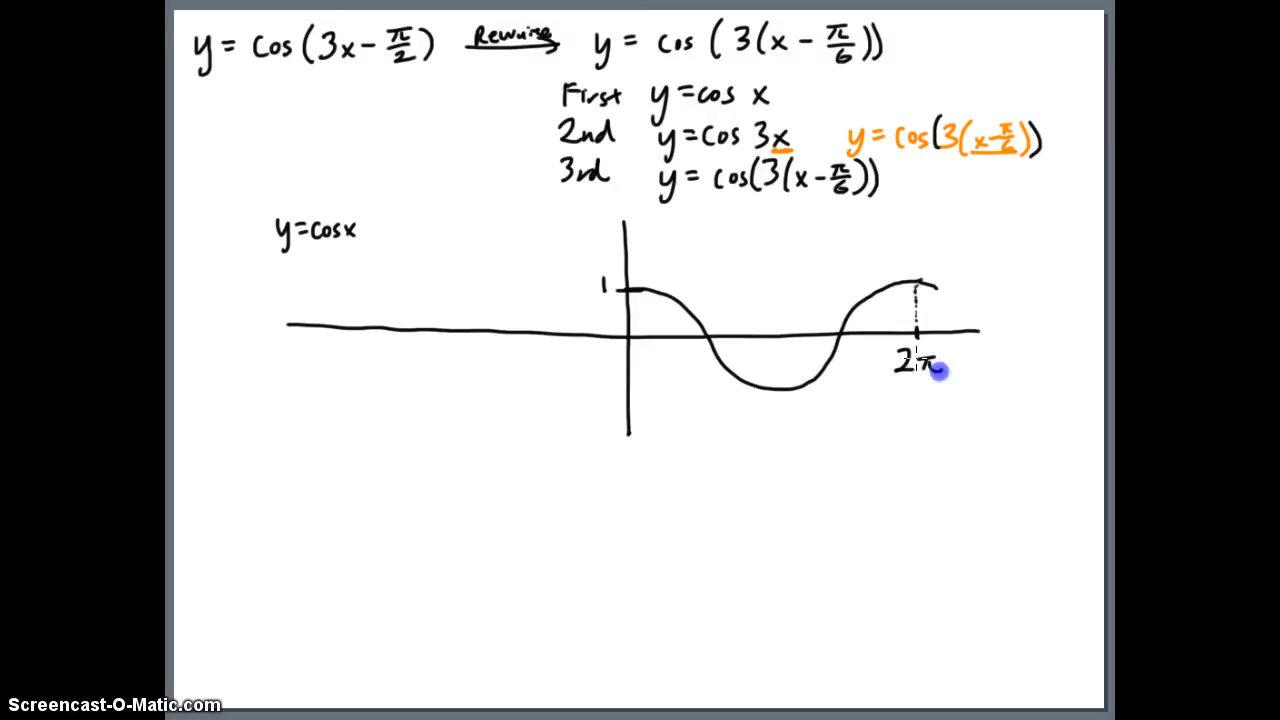 y = cos(3x - π/2) Rewrite y = cos(3(x - π/6))
First y = cos x
2nd y = cos 3x y = cos(3(x - π/6))
3rd y = cos(3(x - π/6))
y = cos x
1
2π
Screencast-O-Matic.com